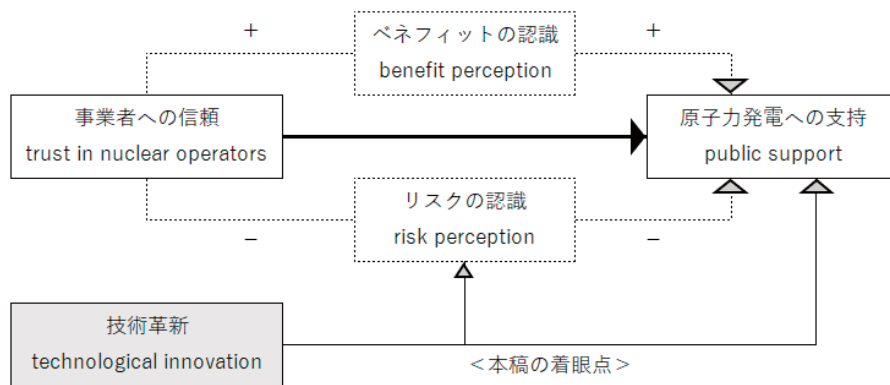 +
ベネフィットの認識
benefit perception
+
事業者への信頼
trust in nuclear operators
原子力発電への支持
public support
−
リスクの認識
risk perception
−
技術革新
technological innovation
＜本稿の着眼点＞